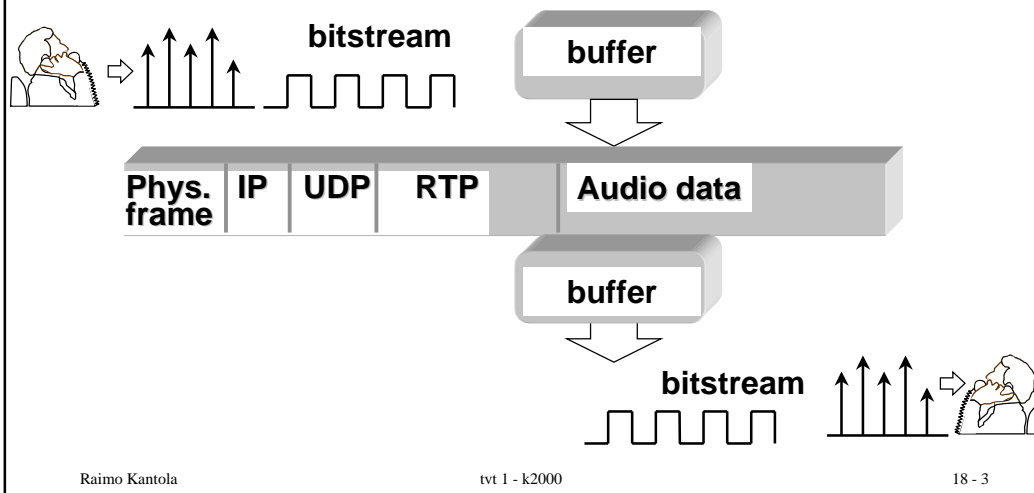 bitstream
buffer
Phys. frame IP UDP RTP Audio data
buffer
bitstream
Raimo Kantola tvt 1 - k2000 18 - 3